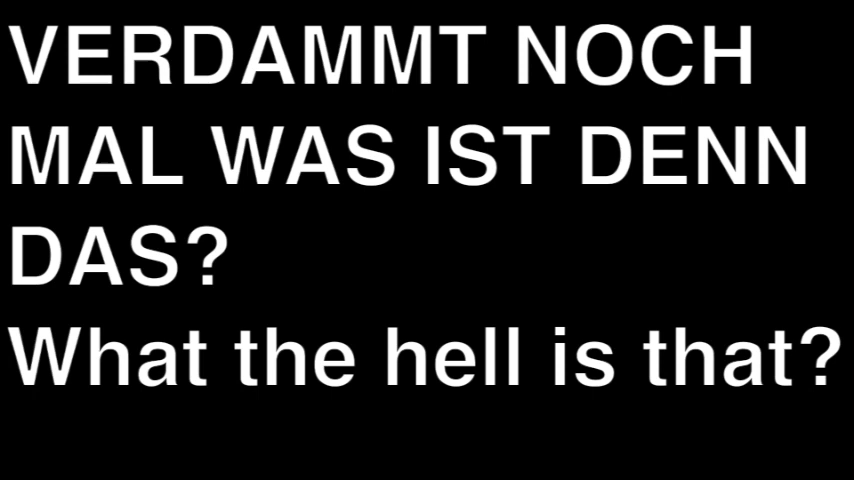 VERDAMMT NOCH
MAL WAS IST DENN
DAS?
What the hell is that?